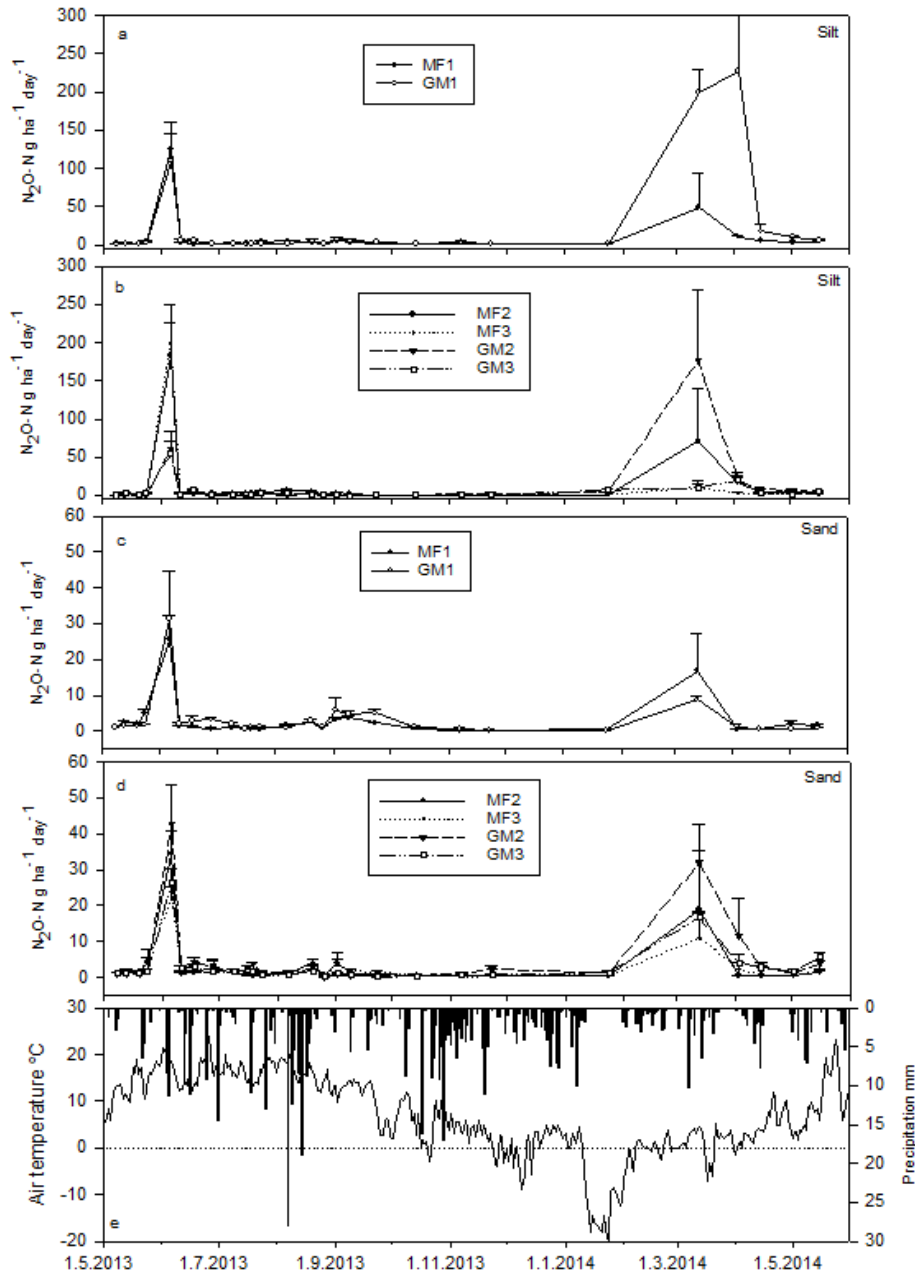 300
250
200
150
100
50
0
N2O-N g ha-1 day-1
a
Silt
MF1
GM1
300
250
200
150
100
50
0
N2O-N g ha-1 day-1
b
Silt
MF2
MF3
GM2
GM3
60
50
40
30
20
10
0
N2O-N g ha-1 day-1
c
Sand
MF1
GM1
60
50
40
30
20
10
0
N2O-N g ha-1 day-1
d
Sand
MF2
MF3
GM2
GM3
30
20
10
0
-10
-20
Air temperature °C
e
0
5
10
15
20
25
30
Precipitation mm
1.5.2013 1.7.2013 1.9.2013 1.11.2013 1.1.2014 1.3.2014 1.5.2014